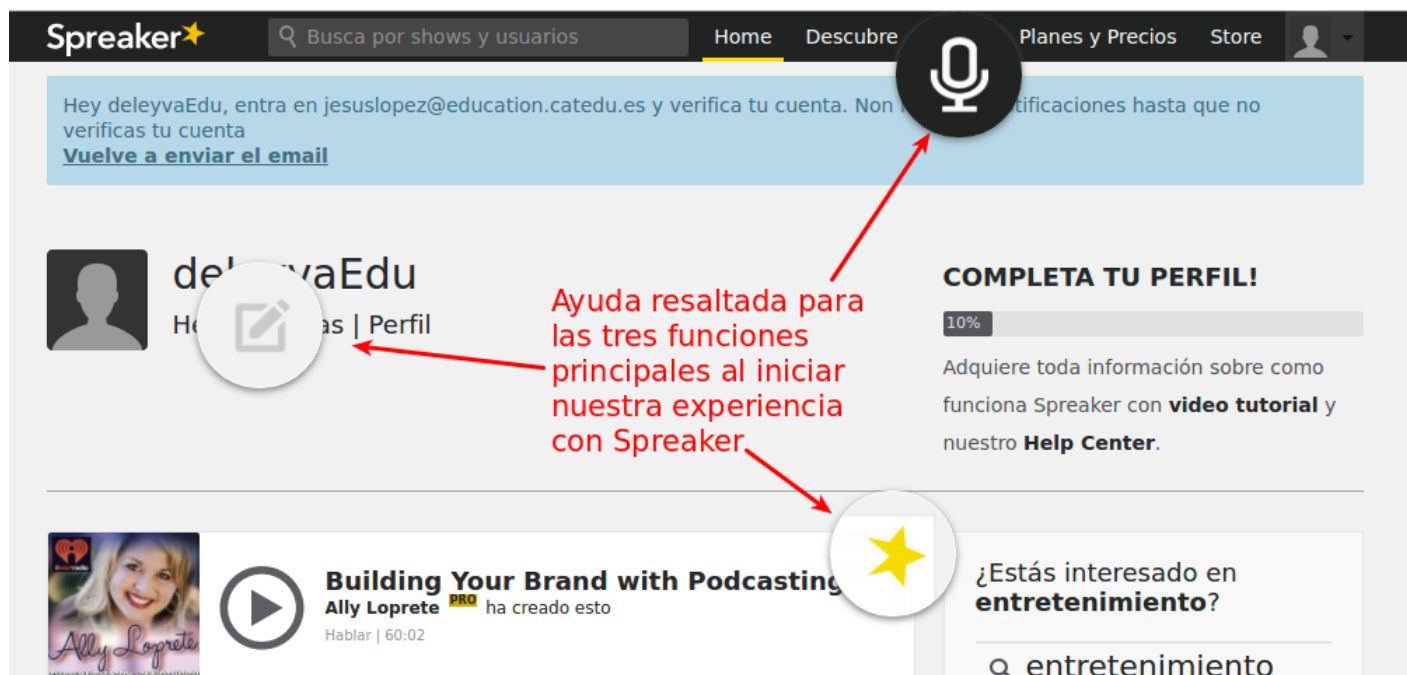 Spreaker
Busca por shows y usuarios
Home
Descubre
Planes y Precios
Store
Hey deleyvaEdu, entra en jesuslopez@education.catedu.es y verifica tu cuenta. Non tificaciones hasta que no
verificas tu cuenta
Vuelve a enviar el email
aEdu
as | Perfil
Ayuda resaltada para
las tres funciones
principales al iniciar
nuestra experiencia
con Spreaker
COMPLETA TU PERFIL!
10%
Adquiere toda información sobre como
funciona Spreaker con video tutorial y
nuestro Help Center.
Building Your Brand with Podcasting
Ally Loprete PRO ha creado esto
Hablar | 60:02
Ally Loprete
¿Estás interesado en
entretenimiento?
entretenimiento